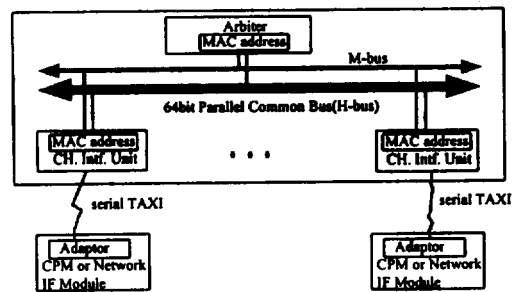 Arbiter
MAC address
M-bus
64bit Parallel Common Bus(H-bus)
MAC address
CH. Intf. Unit
. . .
MAC address
CH. Intf. Unit
serial TAXI
serial TAXI
Adaptor
CPM or Network
IF Module
Adaptor
CPM or Network
IF Module